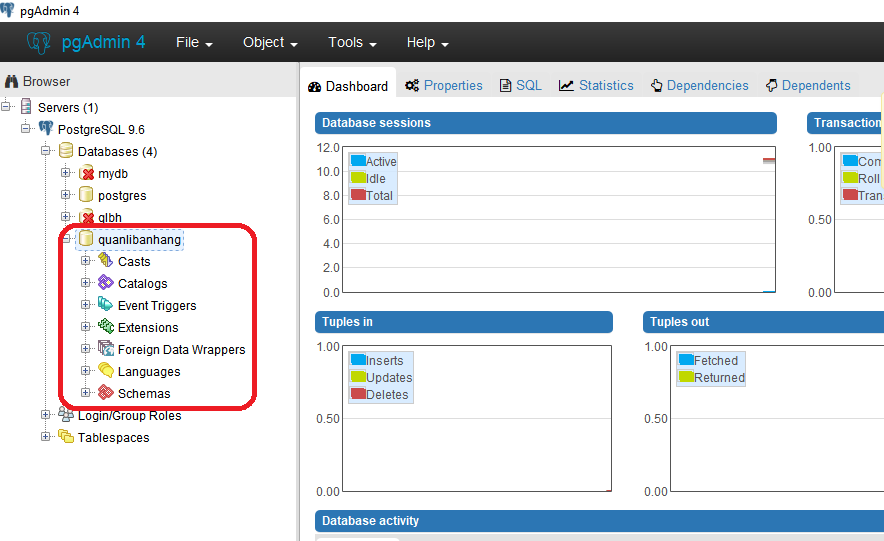 pgAdmin 4
pgAdmin 4 File Object Tools Help
Browser
Servers (1)
PostgreSQL 9.6
Databases (4)
mydb
postgres
qlbh
quanlibanhang
Casts
Catalogs
Event Triggers
Extensions
Foreign Data Wrappers
Languages
Schemas
Login/Group Roles
Tablespaces
Dashboard Properties SQL Statistics Dependencies Dependents
Database sessions
12.0
10.0
8.0
6.0
4.0
2.0
0.0
Active
Idle
Total
Transaction
1.00
0.50
0.00
Com
Roll
Tran
Tuples in
1.00
0.50
0.00
Inserts
Updates
Deletes
Tuples out
1.00
0.50
0.00
Fetched
Returned
Database activity